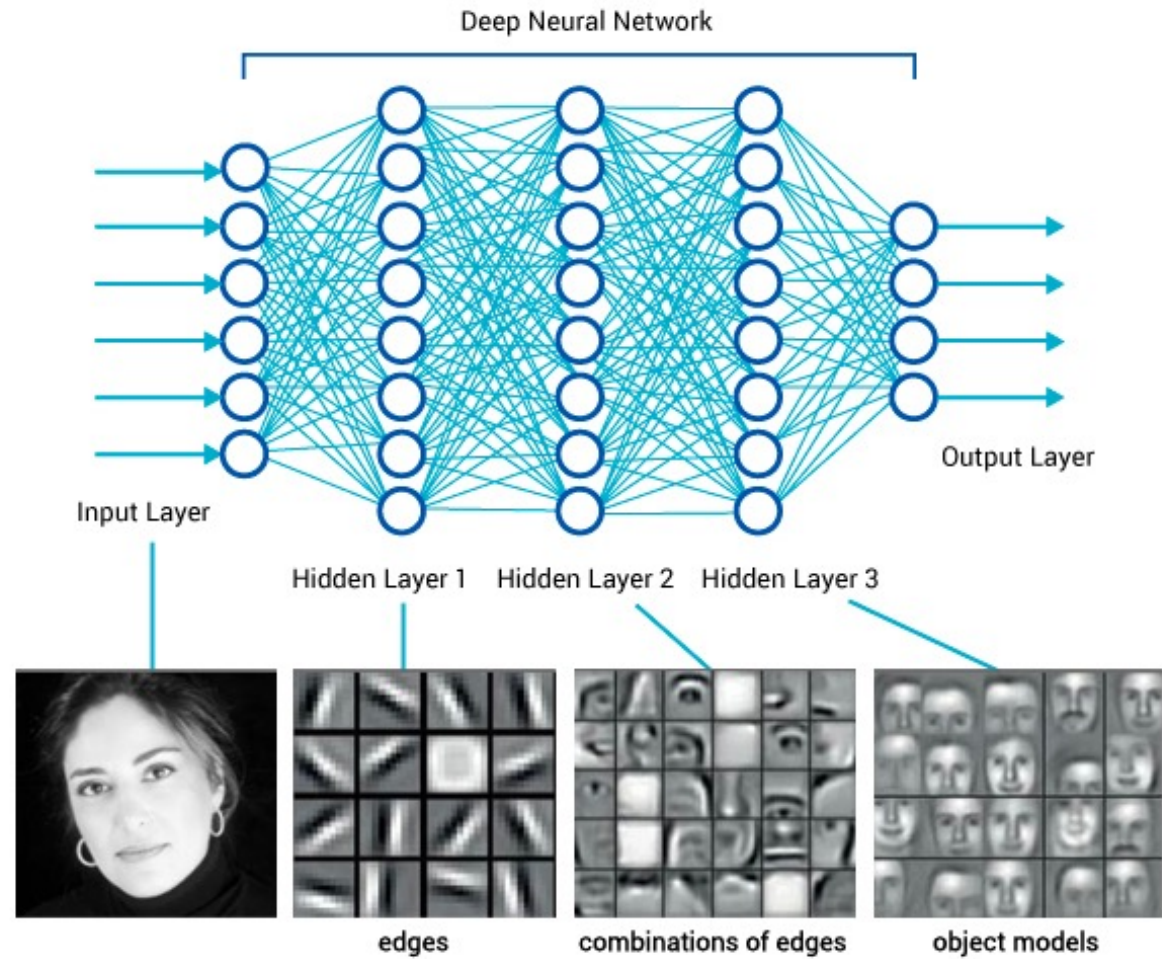 Deep Neural Network
Output Layer
Input Layer
Hidden Layer 1
Hidden Layer 2
Hidden Layer 3
edges
combinations of edges
object models